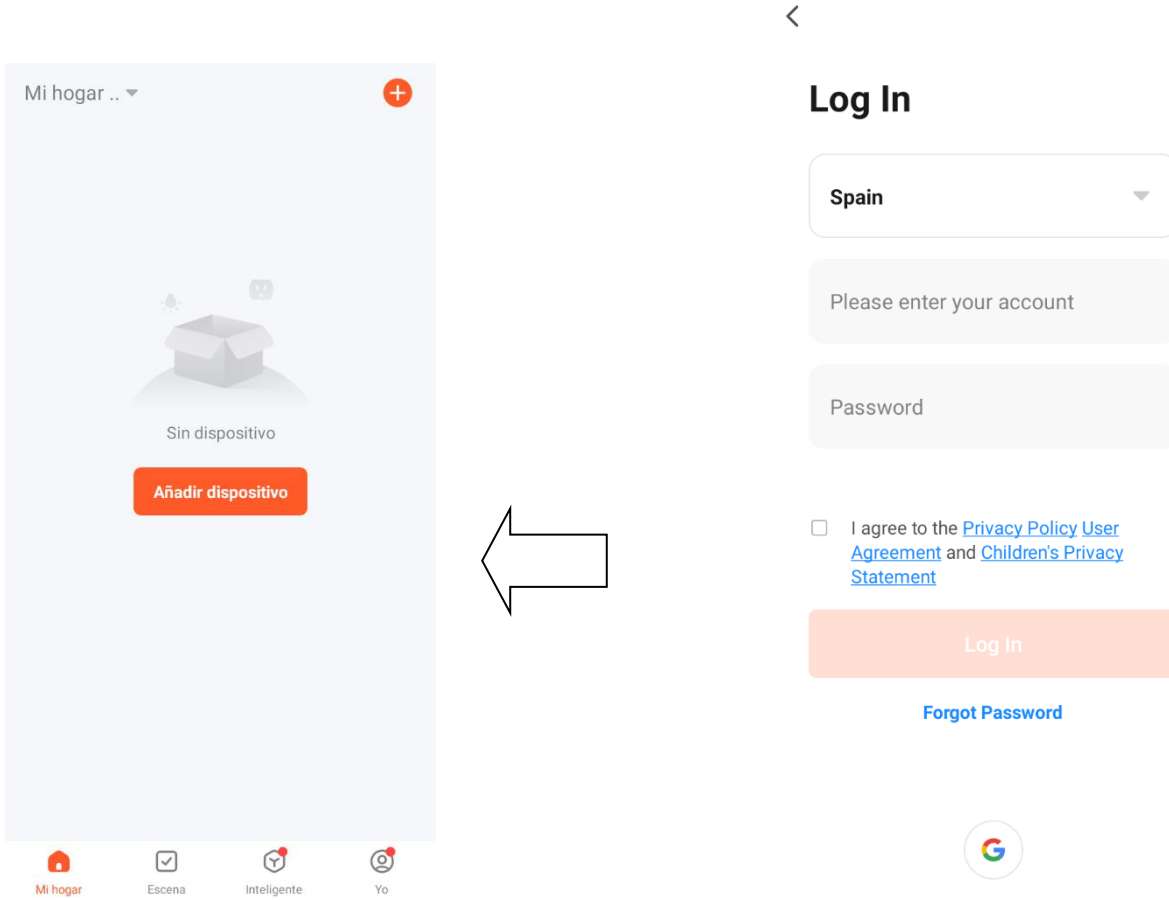 Mi hogar ..
Sin dispositivo
Añadir dispositivo
Mi hogar
Escena
Inteligente
Yo
Log In
Spain
Please enter your account
Password
I agree to the Privacy Policy User
Agreement and Children's Privacy
Statement
Log In
Forgot Password